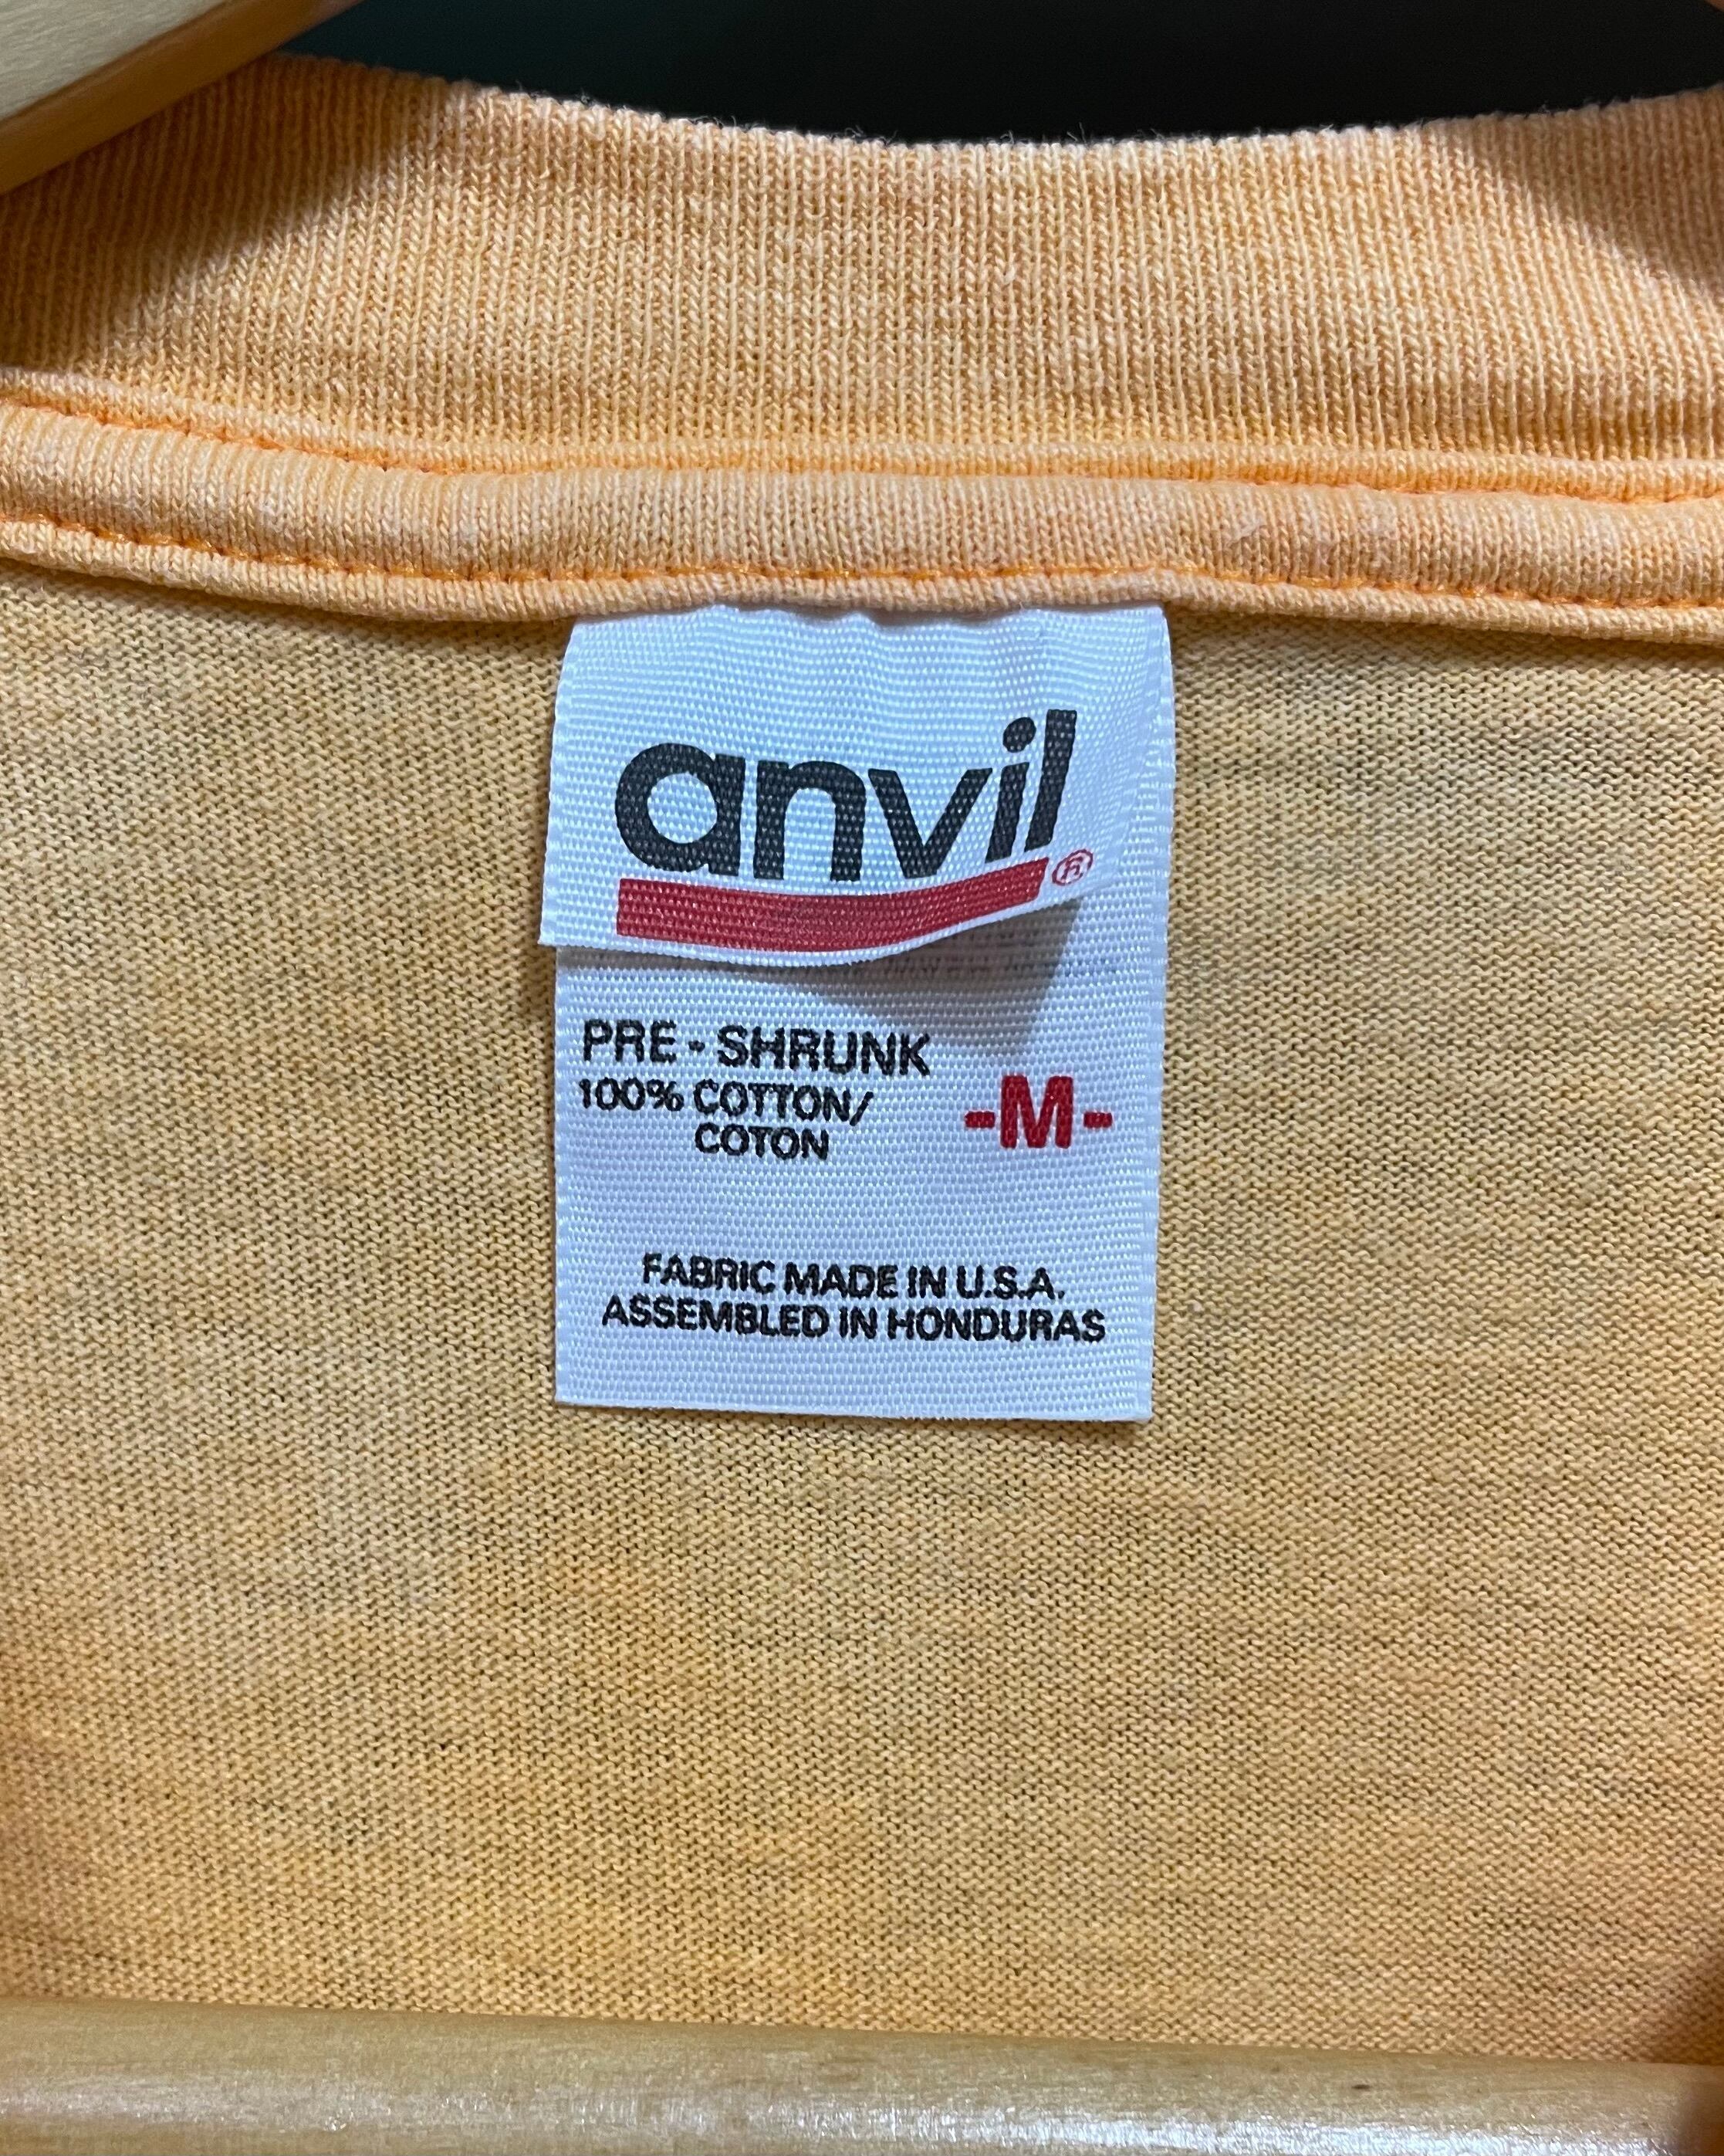 anvil®
PRE - SHRUNK
100% COTTON/
COTON
-M-
FABRIC MADE IN U.S.A.
ASSEMBLED IN HONDURAS